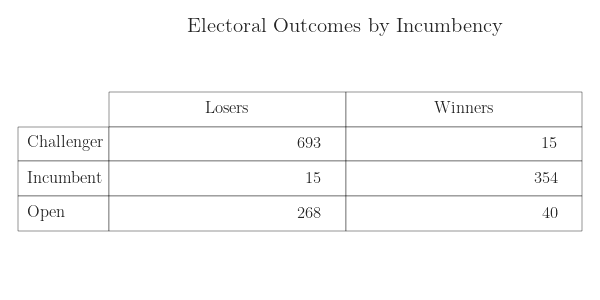 Electoral Outcomes by Incumbency
Losers Winners
Challenger 693 15
Incumbent 15 354
Open 268 40